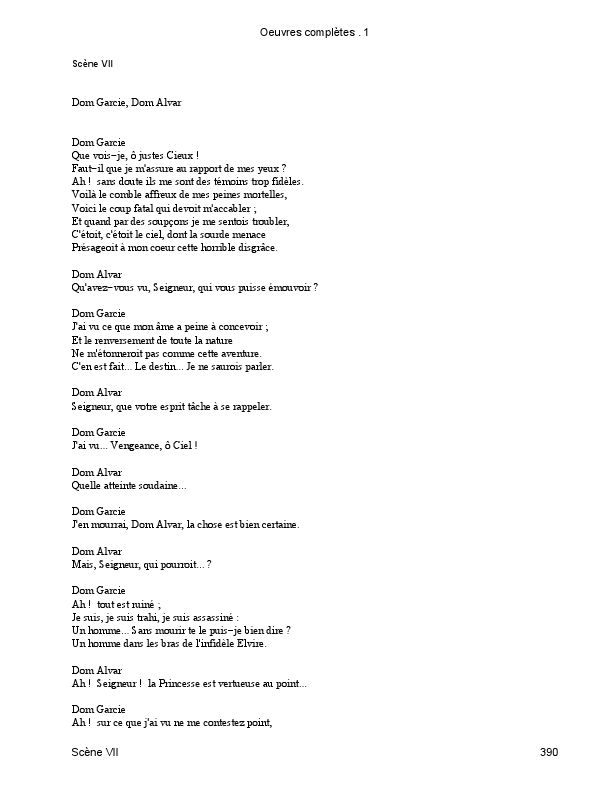 Oeuvres complètes . 1
Scène VII
Dom Garcie, Dom Alvar
Dom Garcie
Que vois−je, ô justes Cieux !
Faut−il que je m'assure au rapport de mes yeux ?
Ah ! sans doute ils me sont des témoins trop fidèles.
Voilà le comble affreux de mes peines mortelles,
Voici le coup fatal qui devoit m'accabler ;
Et quand par des soupçons je me sentois troubler,
C'étoit, c'étoit le ciel, dont la sourde menace
Présageoit à mon coeur cette horrible disgrâce.
Dom Alvar
Qu'avez−vous vu, Seigneur, qui vous puisse émouvoir ?
Dom Garcie
J'ai vu ce que mon âme a peine à concevoir ;
Et le renversement de toute la nature
Ne m'étonneroit pas comme cette aventure.
C'en est fait... Le destin... Je ne saurois parler.
Dom Alvar
Seigneur, que votre esprit tâche à se rappeler.
Dom Garcie
J'ai vu... Vengeance, ô Ciel !
Dom Alvar
Quelle atteinte soudaine...
Dom Garcie
J'en mourrai, Dom Alvar, la chose est bien certaine.
Dom Alvar
Mais, Seigneur, qui pourroit... ?
Dom Garcie
Ah ! tout est ruiné ;
Je suis, je suis trahi, je suis assassiné :
Un homme... Sans mourir te le puis−je bien dire ?
Un homme dans les bras de l'infidèle Elvire.
Dom Alvar
Ah ! Seigneur ! la Princesse est vertueuse au point...
Dom Garcie
Ah ! sur ce que j'ai vu ne me contestez point,
Scène VII
390